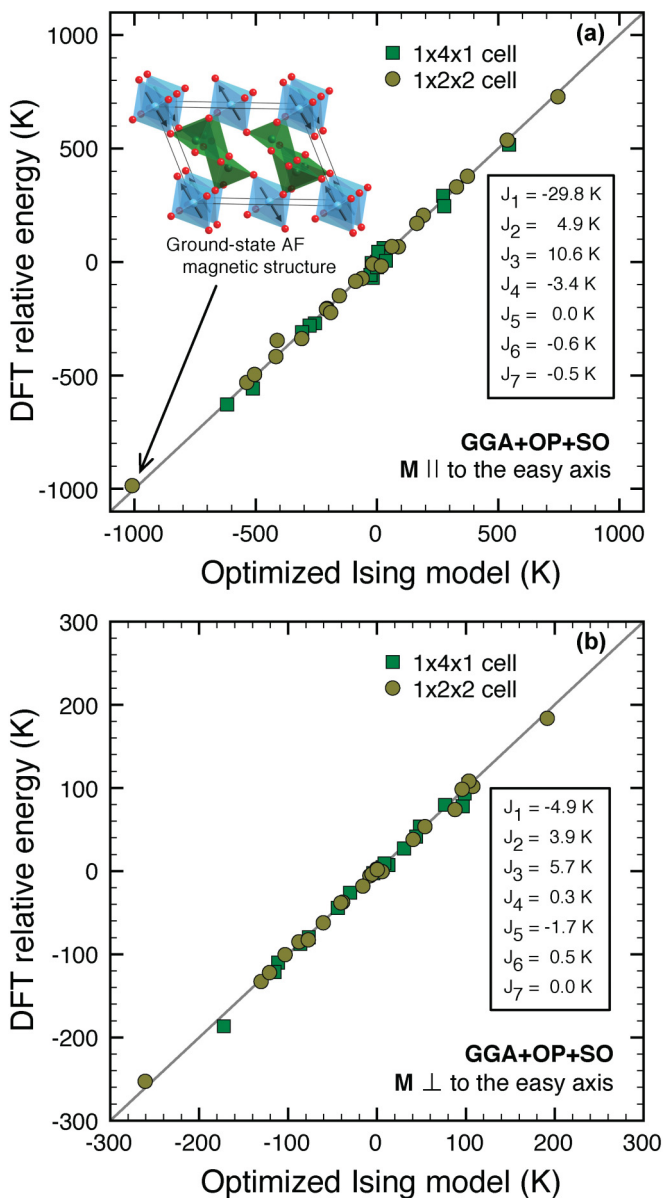 (a)
1x4x1 cell
1x2x2 cell
1000
500
0
-500
-1000
DFT relative energy (K)
Ground-state AF
magnetic structure
J1 = -29.8 K
J2 = 4.9 K
J3 = 10.6 K
J4 = -3.4 K
J5 = 0.0 K
J6 = -0.6 K
J7 = -0.5 K
GGA+OP+SO
M || to the easy axis
-1000 -500 0 500 1000
Optimized Ising model (K)
(b)
1x4x1 cell
1x2x2 cell
300
200
100
0
-100
-200
-300
DFT relative energy (K)
J1 = -4.9 K
J2 = 3.9 K
J3 = 5.7 K
J4 = 0.3 K
J5 = -1.7 K
J6 = 0.5 K
J7 = 0.0 K
GGA+OP+SO
M ⊥ to the easy axis
-300 -200 -100 0 100 200 300
Optimized Ising model (K)